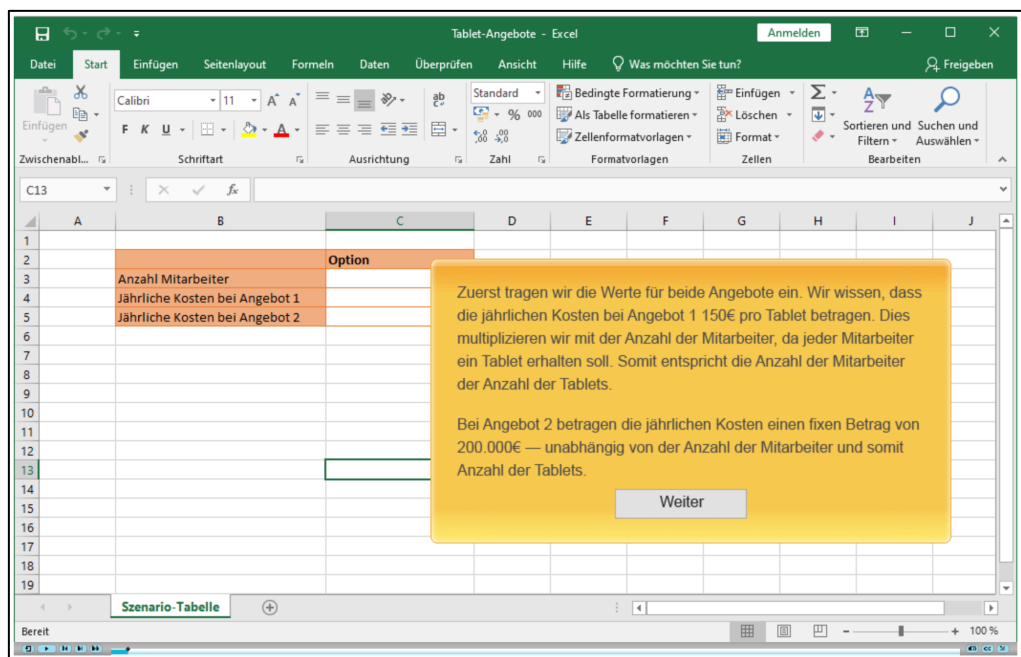 Tablet-Angebote - Excel
Anmelden
Datei Start Einfügen Seitenlayout Formeln Daten Überprüfen Ansicht Hilfe Was möchten Sie tun? Freigeben
Einfügen
Calibri 11 A A
F K U A
ab
Standard
% 000
Bedingte Formatierung
Als Tabelle formatieren
Zellenformatvorlagen
Einfügen
Löschen
Format
Σ
Sortieren und Filtern
Suchen und Auswählen
Zwischenabl... Schriftart Ausrichtung Zahl Formatvorlagen Zellen Bearbeiten
C13 fx
A B C D E F G H I J
1
2 Option
3 Anzahl Mitarbeiter
4 Jährliche Kosten bei Angebot 1
5 Jährliche Kosten bei Angebot 2
6
7
8
9
10
11
12
13
14
15
16
17
18
19
Zuerst tragen wir die Werte für beide Angebote ein. Wir wissen, dass
die jährlichen Kosten bei Angebot 1 150€ pro Tablet betragen. Dies
multiplizieren wir mit der Anzahl der Mitarbeiter, da jeder Mitarbeiter
ein Tablet erhalten soll. Somit entspricht die Anzahl der Mitarbeiter
der Anzahl der Tablets.
Bei Angebot 2 betragen die jährlichen Kosten einen fixen Betrag von
200.000€ — unabhängig von der Anzahl der Mitarbeiter und somit
Anzahl der Tablets.
Weiter
Szenario-Tabelle
Bereit
100 %